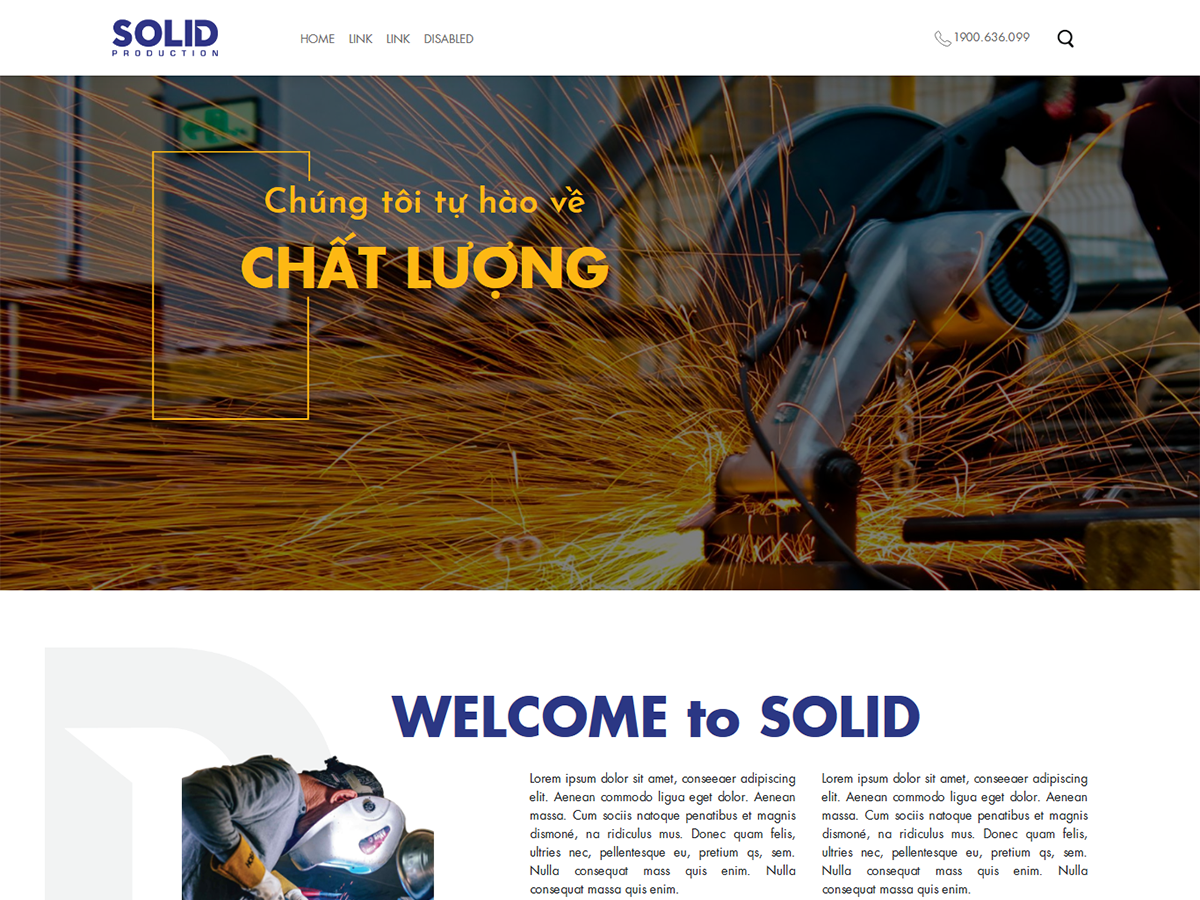 SOLID
PRODUCTION
HOME LINK LINK DISABLED
1900.636.099
Chúng tôi tự hào về
CHẤT LƯỢNG
WELCOME to SOLID
Lorem ipsum dolor sit amet, conseeaer adipiscing
elit. Aenean commodo ligua eget dolor. Aenean
massa. Cum sociis natoque penatibus et magnis
dismoné, na ridiculus mus. Donec quam felis,
ultries nec, pellentesque eu, pretium qs, sem.
Nulla consequat mass quis enim. Nulla
consequat massa quis enim.
Lorem ipsum dolor sit amet, conseeaer adipiscing
elit. Aenean commodo ligua eget dolor. Aenean
massa. Cum sociis natoque penatibus et magnis
dismoné, na ridiculus mus. Donec quam felis,
ultries nec, pellentesque eu, pretium qs, sem.
Nulla consequat mass quis enim. Nulla
consequat massa quis enim.